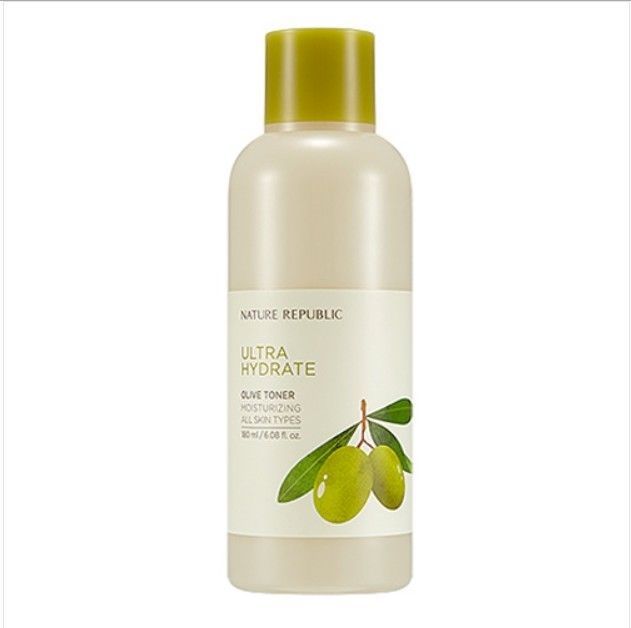 NATURE REPUBLIC
ULTRA
HYDRATE
OLIVE TONER
MOISTURIZING
ALL SKIN TYPES
180 ml / 6.08 fl. oz.